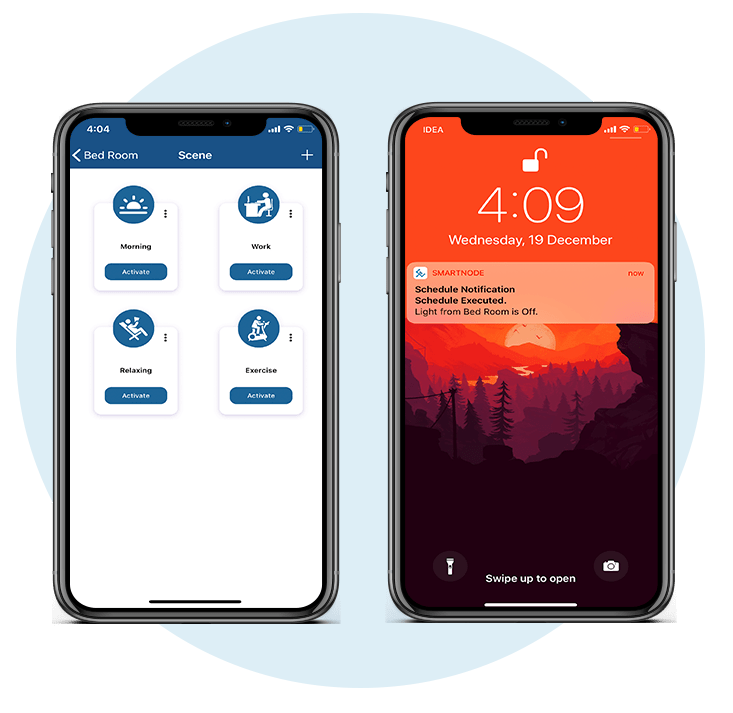 4:04
Bed Room
Scene
+
Morning
Work
Activate
Activate
Relaxing
Exercise
Activate
Activate
IDEA
4:09
Wednesday, 19 December
SMARTNODE
now
Schedule Notification
Schedule Executed.
Light from Bed Room is Off.
Swipe up to open